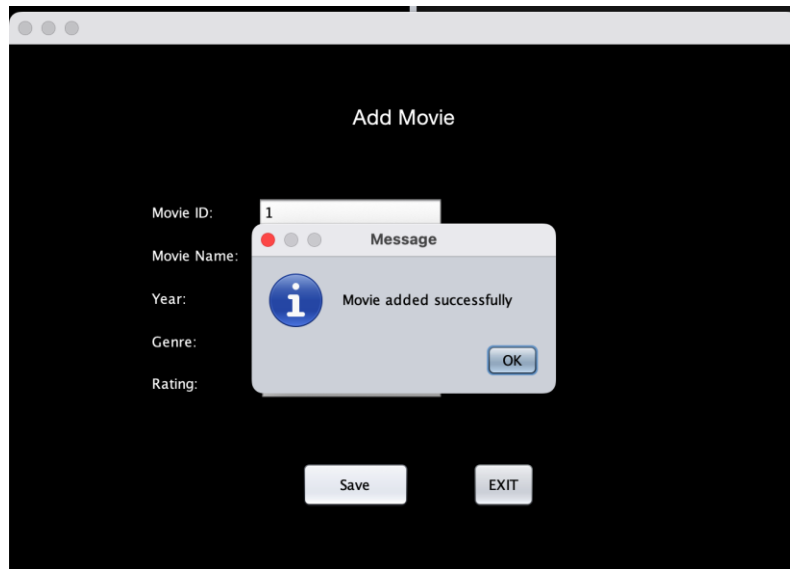 Add Movie
Movie ID: 1
Message
Movie Name:
Year:
Movie added successfully
Genre:
OK
Rating:
Save EXIT